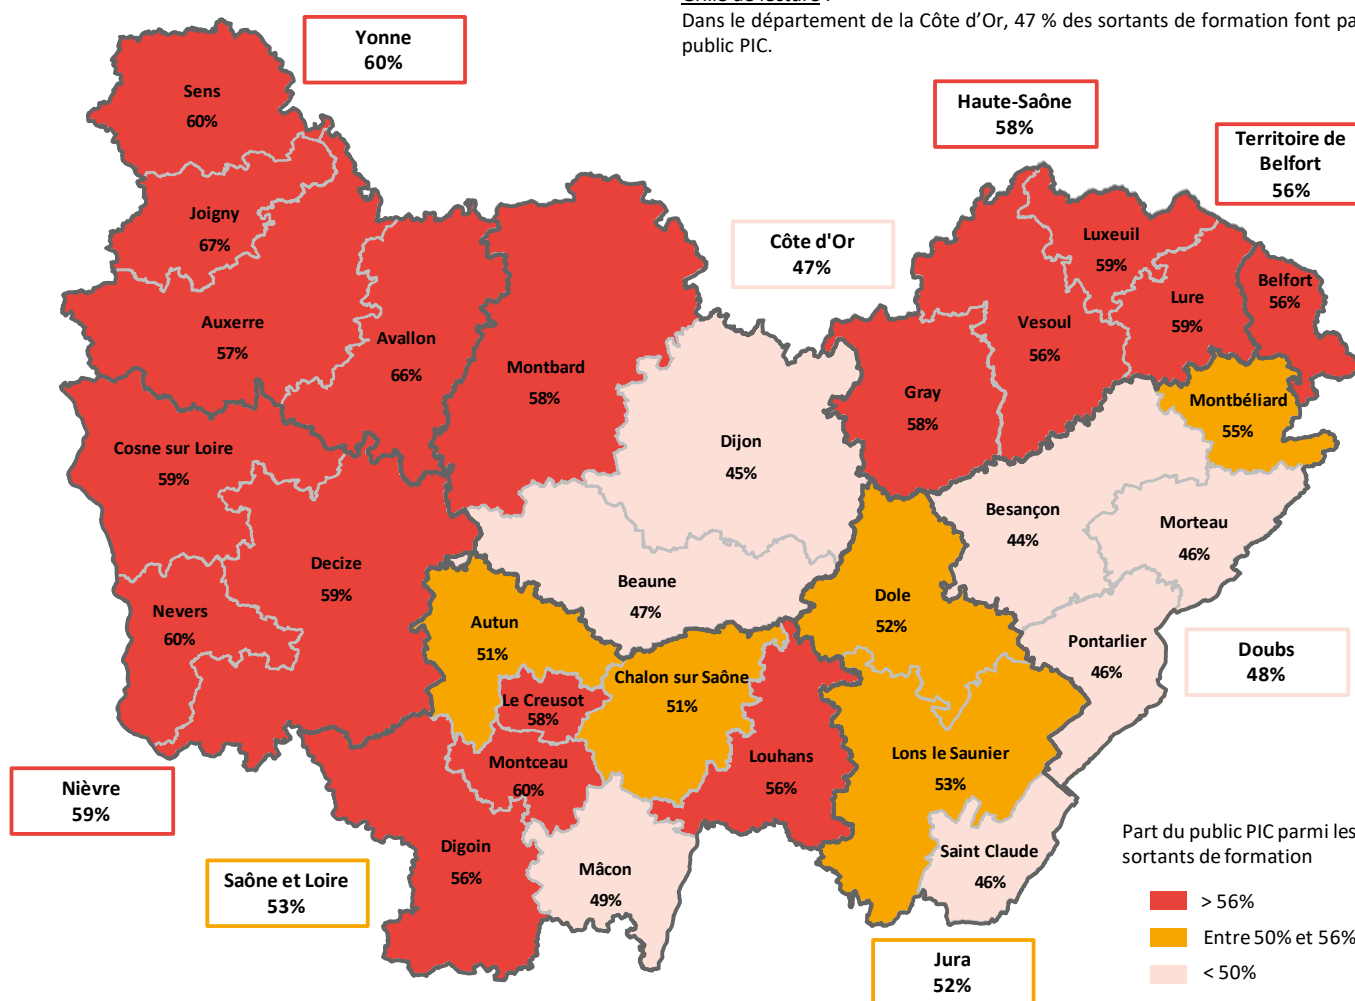 Grille de lecture :
Dans le département de la Côte d'Or, 47 % des sortants de formation font pa
public PIC.
Yonne
60%
Sens
60%
Haute-Saône
58%
Territoire de
Belfort
56%
Joigny
67%
Côte d'Or
47%
Luxeuil
59%
Belfort
56%
Lure
59%
Auxerre
57%
Avallon
66%
Vesoul
56%
Montbard
58%
Gray
58%
Montbéliard
55%
Dijon
45%
Cosne sur Loire
59%
Besançon
44%
Morteau
46%
Decize
59%
Beaune
47%
Dole
52%
Nevers
60%
Autun
51%
Pontarlier
46%
Doubs
48%
Chalon sur Saône
51%
Le Creusot
58%
Montceau
60%
Louhans
56%
Lons le Saunier
53%
Nièvre
59%
Digoin
56%
Saint Claude
46%
Mâcon
49%
Saône et Loire
53%
Jura
52%
Part du public PIC parmi les
sortants de formation
> 56%
Entre 50% et 56%
< 50%